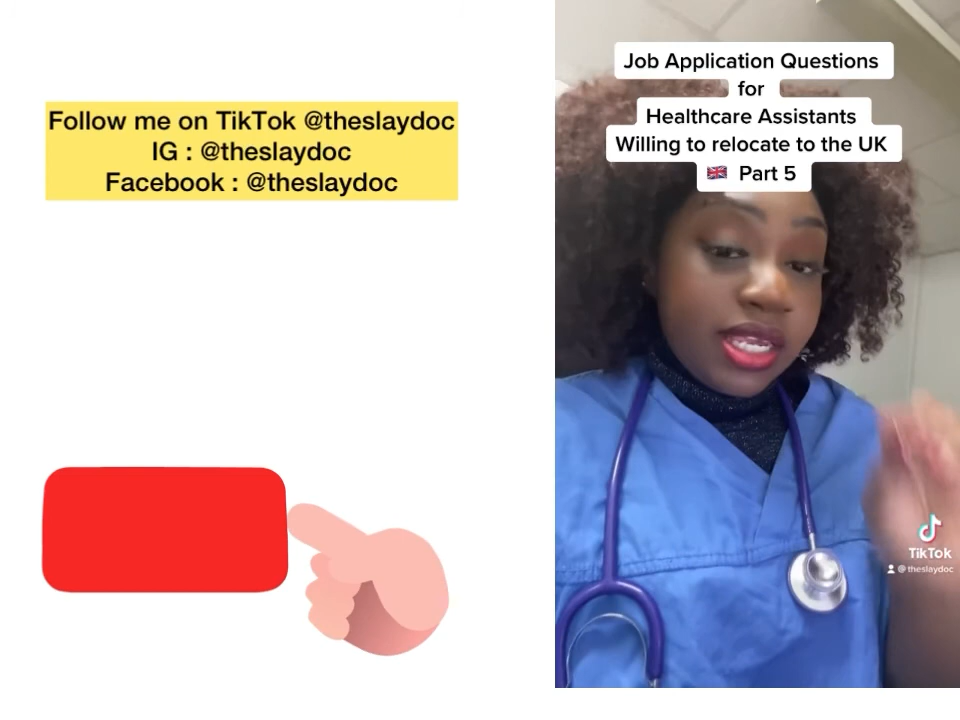 Follow me on TikTok @theslaydoc
IG : @theslaydoc
Facebook : @theslaydoc
Job Application Questions
for
Healthcare Assistants
Willing to relocate to the UK
🇬🇧 Part 5
TikTok
@theslaydoc